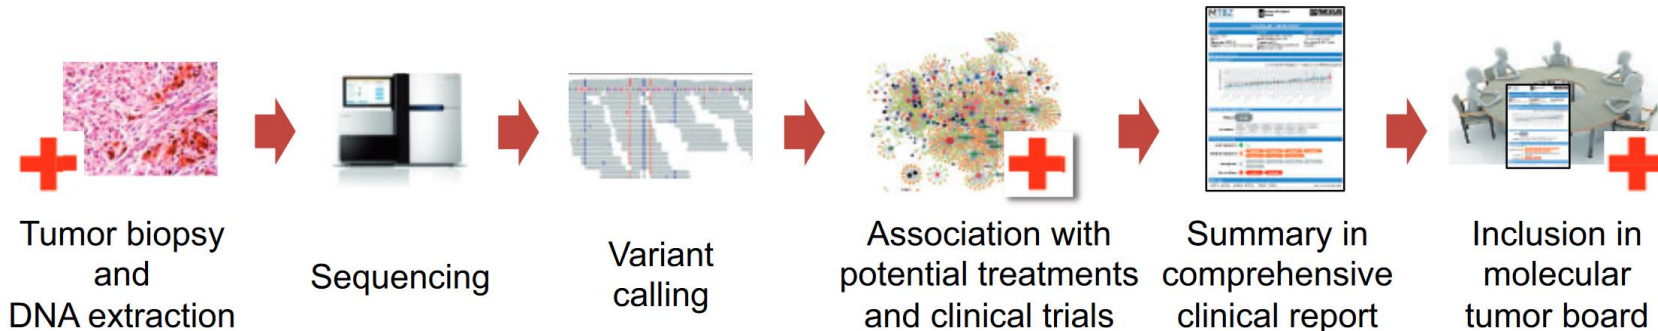 Tumor biopsy
and
DNA extraction
Sequencing
Variant
calling
Association with
potential treatments
and clinical trials
Summary in
comprehensive
clinical report
Inclusion in
molecular
tumor board